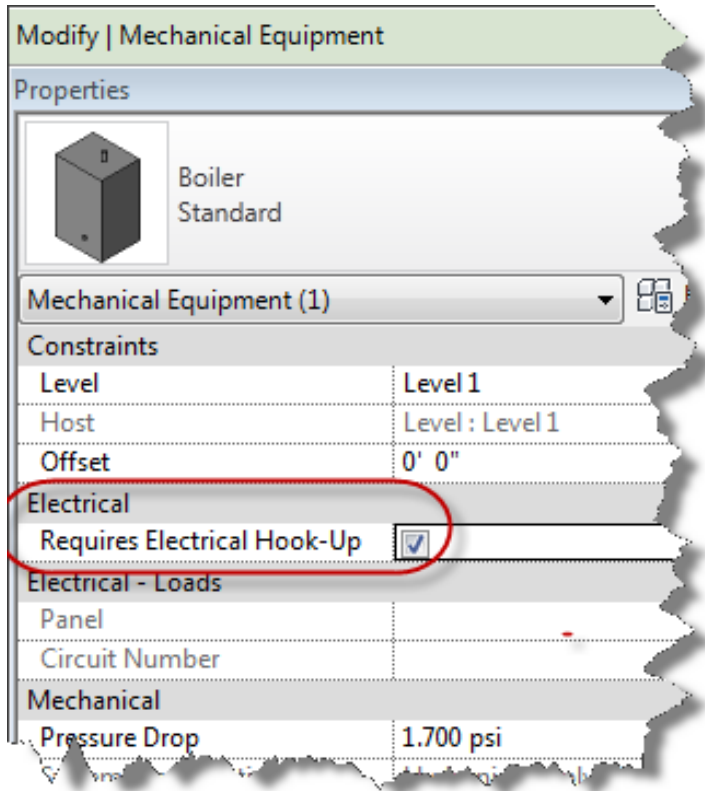 Modify | Mechanical Equipment
Properties
Boiler
Standard
Mechanical Equipment (1)
Constraints
Level Level 1
Host Level : Level 1
Offset 0' 0"
Electrical
Requires Electrical Hook-Up
Electrical - Loads
Panel
Circuit Number
Mechanical
Pressure Drop 1.700 psi